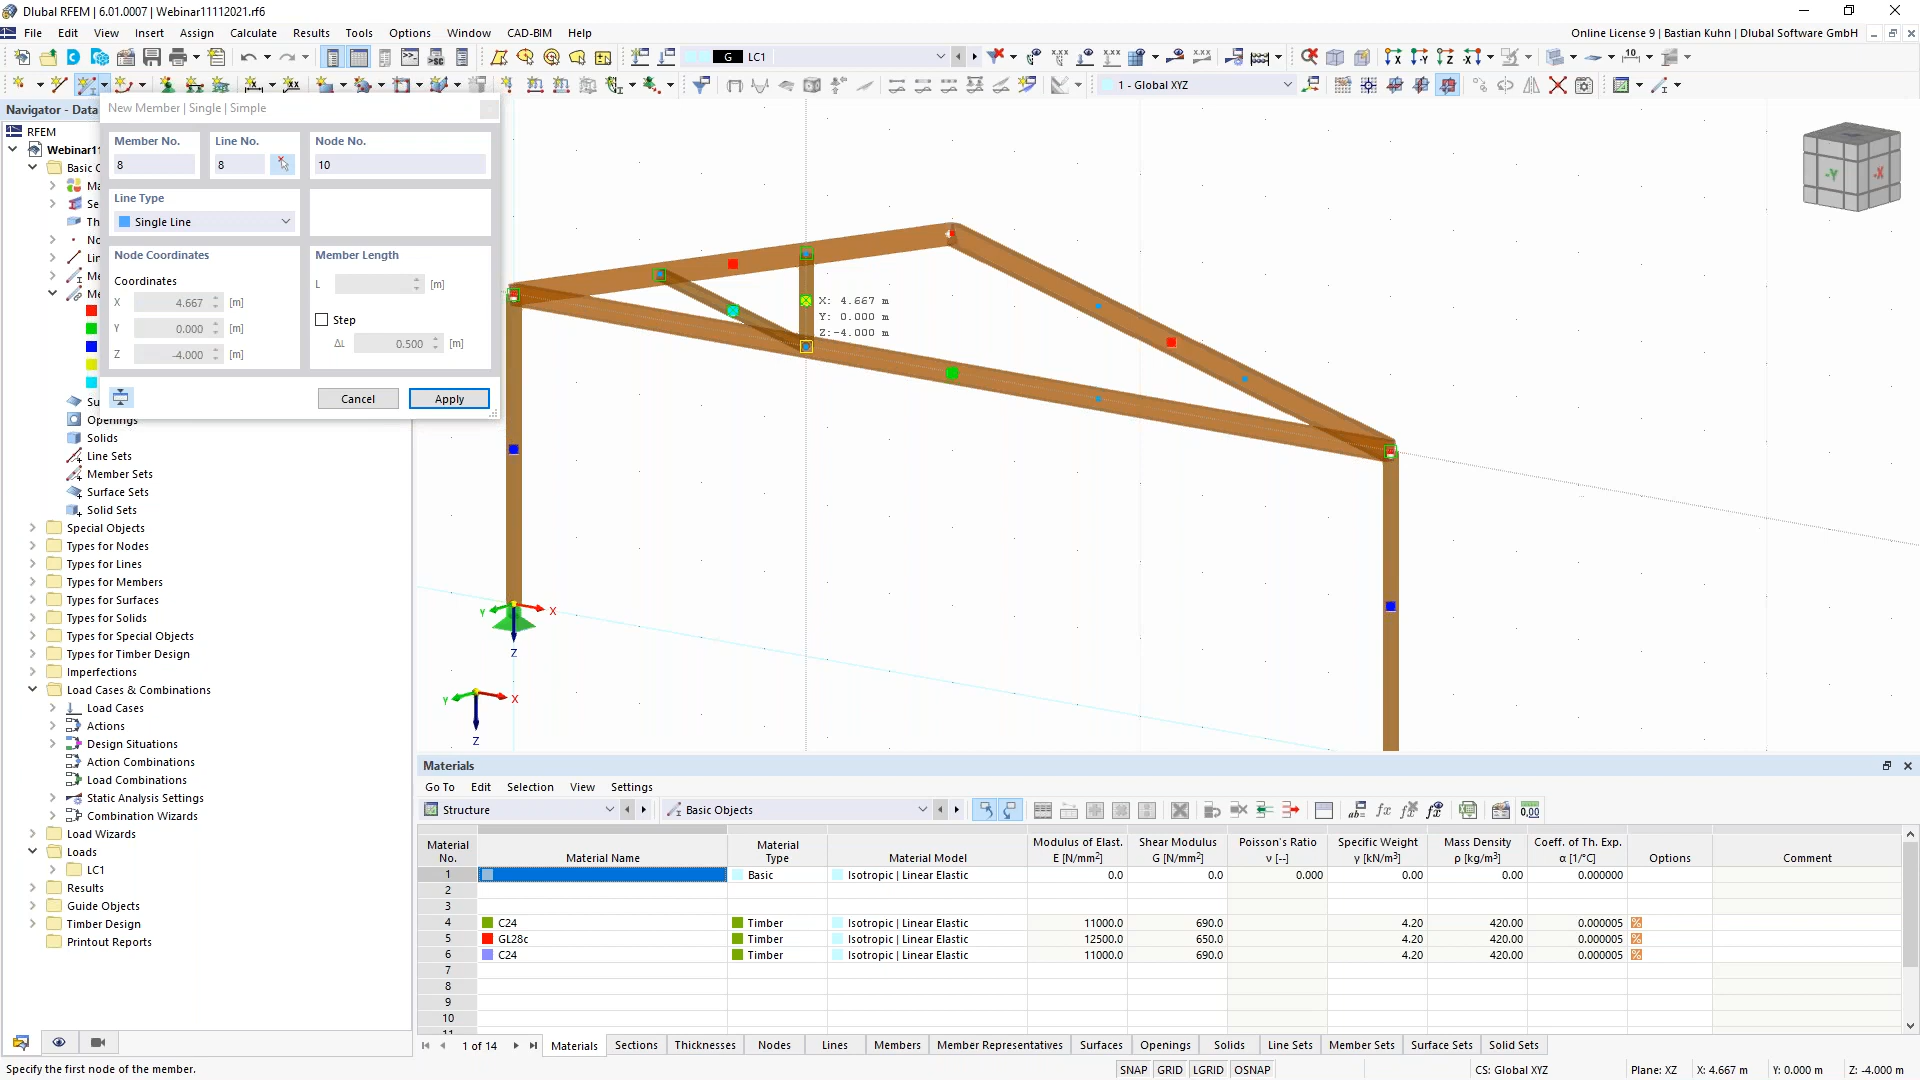 Dlubal RFEM | 6.01.0007 | Webinar11112021.rf6
File Edit View Insert Assign Calculate Results Tools Options Window CAD-BIM Help
Online License 9 | Bastian Kuhn | Dlubal Software GmbH
G LC1
1 - Global XYZ
Navigator - Data
New Member | Single | Simple
RFEM
Webinar11
Basic O
Member No.
Line No.
Node No.
8
8
10
Line Type
Single Line
Node Coordinates
Member Length
Coordinates
X 4.667 [m]
L [m]
Y 0.000 [m]
Step
Z -4.000 [m]
ΔL 0.500 [m]
Cancel
Apply
Openings
Solids
Line Sets
Member Sets
Surface Sets
Solid Sets
Special Objects
Types for Nodes
Types for Lines
Types for Members
Types for Surfaces
Types for Solids
Types for Special Objects
Types for Timber Design
Imperfections
Load Cases & Combinations
Load Cases
Actions
Design Situations
Action Combinations
Load Combinations
Static Analysis Settings
Combination Wizards
Load Wizards
Loads
LC1
Results
Guide Objects
Timber Design
Printout Reports
-Y -X
X: 4.667 m
Y: 0.000 m
Z:-4.000 m
Y X
Z
Y X
Z
Materials
Go To Edit Selection View Settings
Structure
Basic Objects
Material No. Material Name Material Type Material Model Modulus of Elast. E [N/mm²] Shear Modulus G [N/mm²] Poisson's Ratio ν [--] Specific Weight γ [kN/m³] Mass Density ρ [kg/m³] Coeff. of Th. Exp. α [1/°C] Options Comment
1 Basic Isotropic | Linear Elastic 0.0 0.0 0.000 0.00 0.00 0.000000
2
3
4 C24 Timber Isotropic | Linear Elastic 11000.0 690.0 4.20 420.00 0.000005
5 GL28c Timber Isotropic | Linear Elastic 12500.0 650.0 4.20 420.00 0.000005
6 C24 Timber Isotropic | Linear Elastic 11000.0 690.0 4.20 420.00 0.000005
7
8
9
10
11
1 of 14
Materials Sections Thicknesses Nodes Lines Members Member Representatives Surfaces Openings Solids Line Sets Member Sets Surface Sets Solid Sets
Specify the first node of the member.
SNAP GRID LGRID OSNAP
CS: Global XYZ
Plane: XZ
X: 4.667 m
Y: 0.000 m
Z: -4.000 m